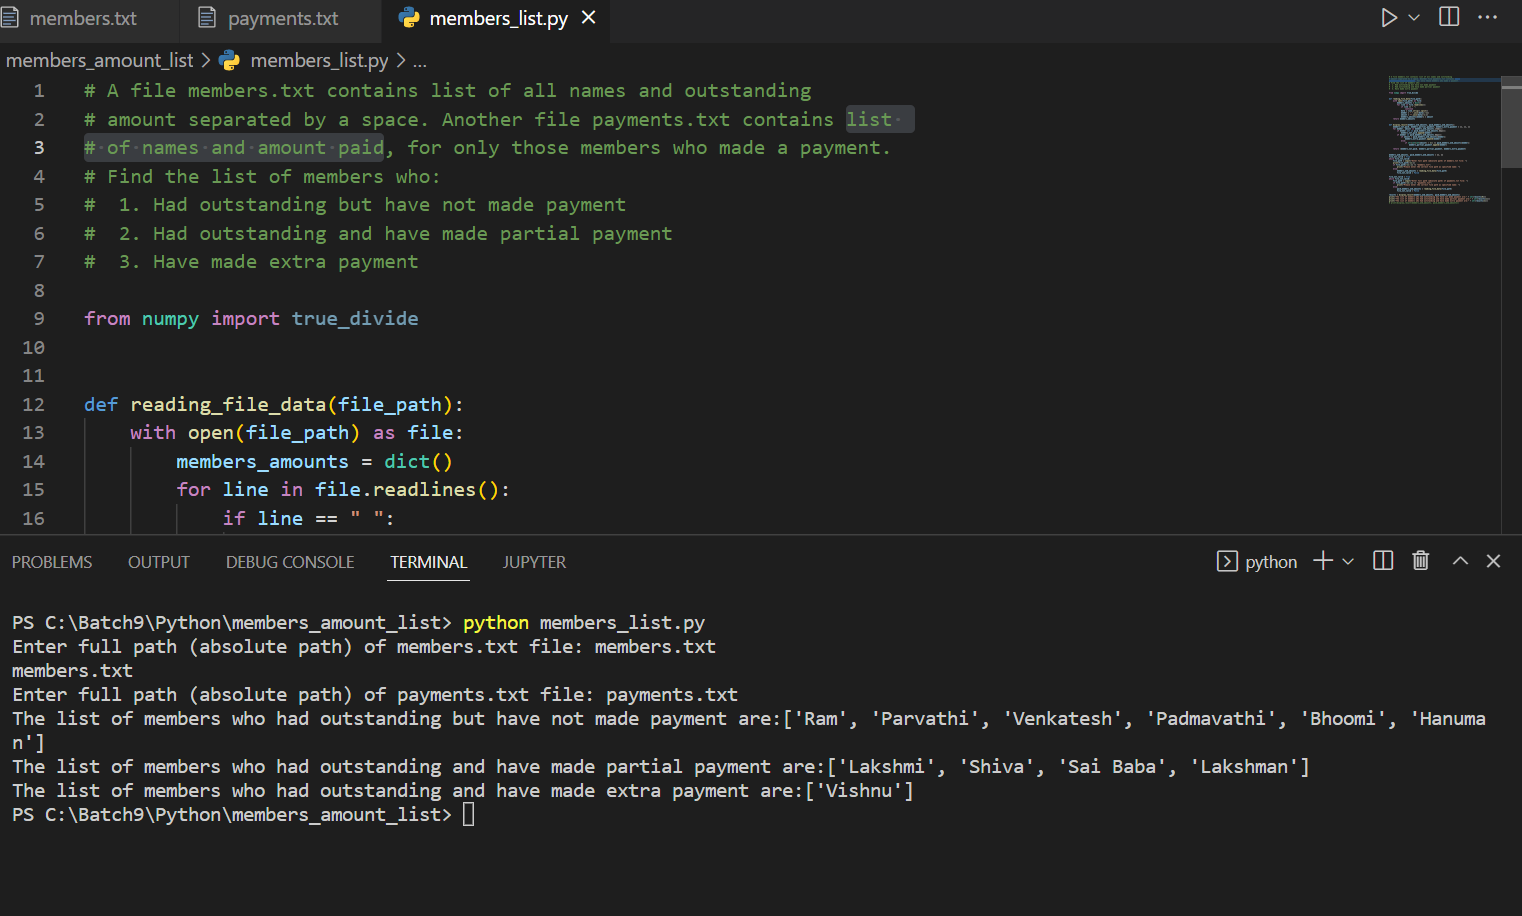 members.txt payments.txt members_list.py
members_amount_list > members_list.py > ...
1 # A file members.txt contains list of all names and outstanding
2 # amount separated by a space. Another file payments.txt contains list
3 # of names and amount paid, for only those members who made a payment.
4 # Find the list of members who:
5 #  1. Had outstanding but have not made payment
6 #  2. Had outstanding and have made partial payment
7 #  3. Have made extra payment
8
9 from numpy import true_divide
10
11
12 def reading_file_data(file_path):
13     with open(file_path) as file:
14         members_amounts = dict()
15         for line in file.readlines():
16             if line == " ":
PROBLEMS OUTPUT DEBUG CONSOLE TERMINAL JUPYTER python
PS C:\Batch9\Python\members_amount_list> python members_list.py
Enter full path (absolute path) of members.txt file: members.txt
members.txt
Enter full path (absolute path) of payments.txt file: payments.txt
The list of members who had outstanding but have not made payment are:['Ram', 'Parvathi', 'Venkatesh', 'Padmavathi', 'Bhoomi', 'Hanuma
n']
The list of members who had outstanding and have made partial payment are:['Lakshmi', 'Shiva', 'Sai Baba', 'Lakshman']
The list of members who had outstanding and have made extra payment are:['Vishnu']
PS C:\Batch9\Python\members_amount_list>